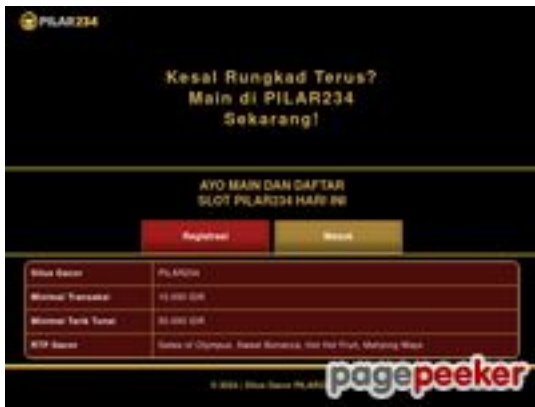 PILAR234
Kesal Rungkad Terus?
Main di PILAR234
Sekarang!
AYO MAIN DAN DAFTAR
SLOT PILAR234 HARI INI
Registrasi
Masuk
Situs Gacor PILAR234
Minimal Transaksi 10.000 IDR
Minimal Tarik Tunai 50.000 IDR
RTP Gacor Gates of Olympus, Sweet Bonanza, Hot Hot Fruit, Mahjong Ways
© 2024 | Situs Gacor
pagepeeker